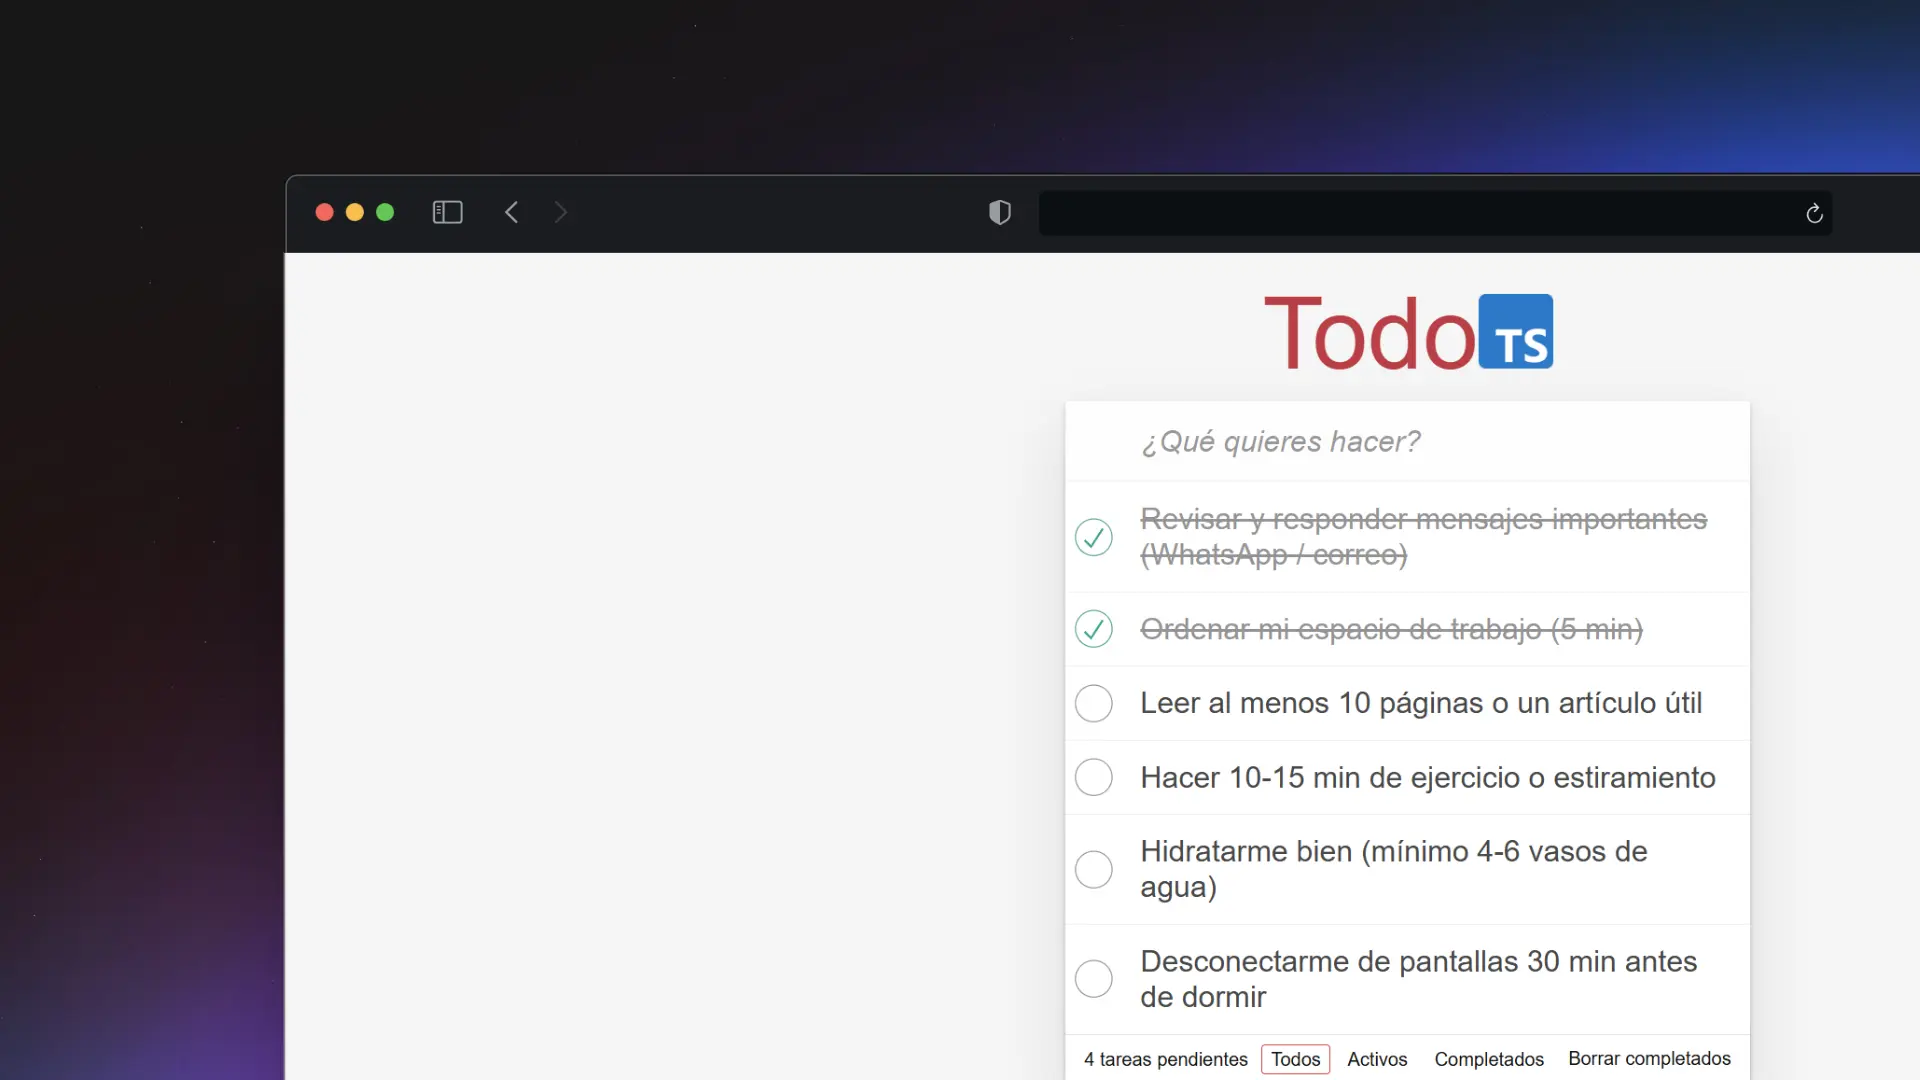 Todo TS
¿Qué quieres hacer?
Revisar y responder mensajes importantes
(WhatsApp / correo)
Ordenar mi espacio de trabajo (5 min)
Leer al menos 10 páginas o un artículo útil
Hacer 10-15 min de ejercicio o estiramiento
Hidratarme bien (mínimo 4-6 vasos de
agua)
Desconectarme de pantallas 30 min antes
de dormir
4 tareas pendientes Todos Activos Completados Borrar completados